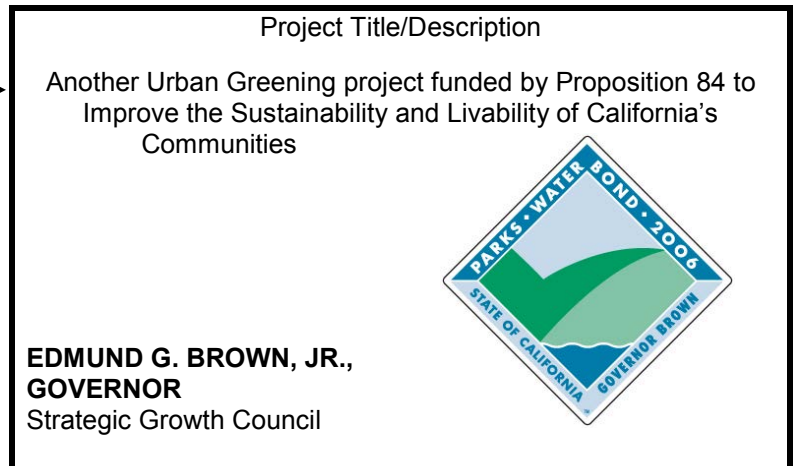 Project Title/Description
Another Urban Greening project funded by Proposition 84 to
Improve the Sustainability and Livability of California’s
Communities
PARKS • WATER BOND • 2006
STATE OF CALIFORNIA GOVERNOR BROWN
EDMUND G. BROWN, JR.,
GOVERNOR
Strategic Growth Council